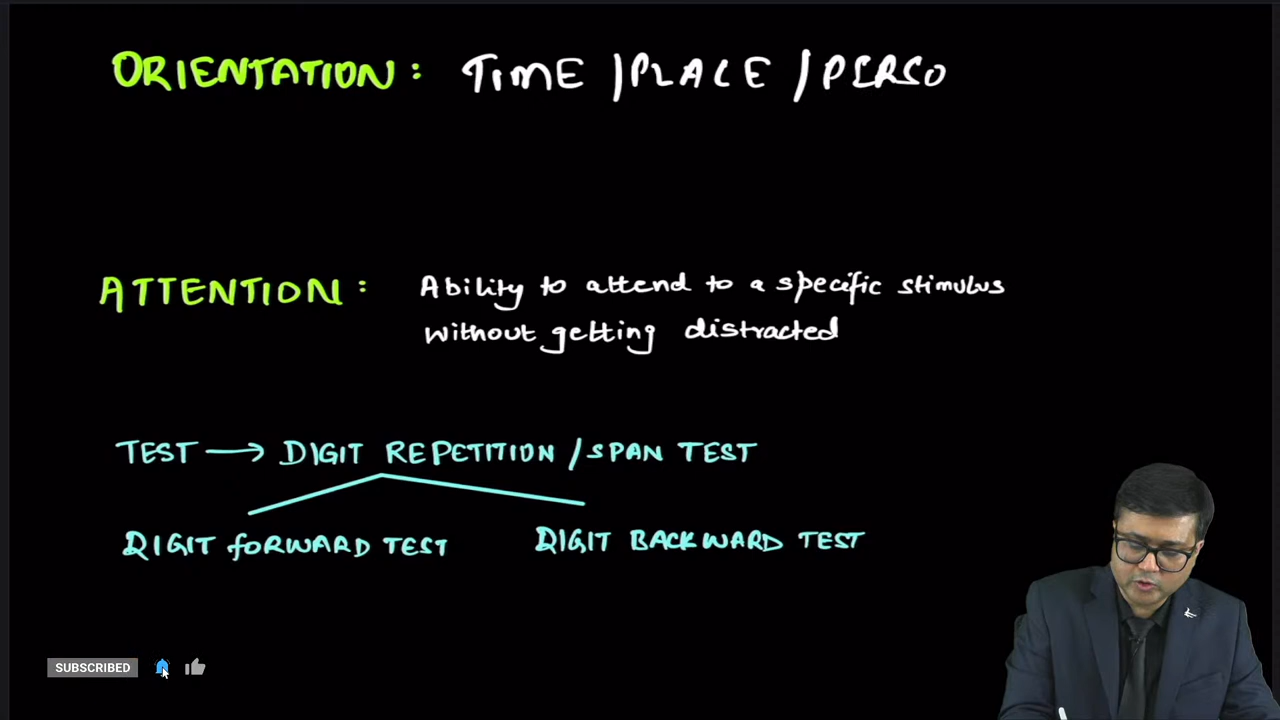 ORIENTATION: TIME /PLACE /PERSO
ATTENTION: Ability to attend to a specific stimulus
without getting distracted
TEST → DIGIT REPETITION /SPAN TEST
DIGIT FORWARD TEST DIGIT BACKWARD TEST
SUBSCRIBED